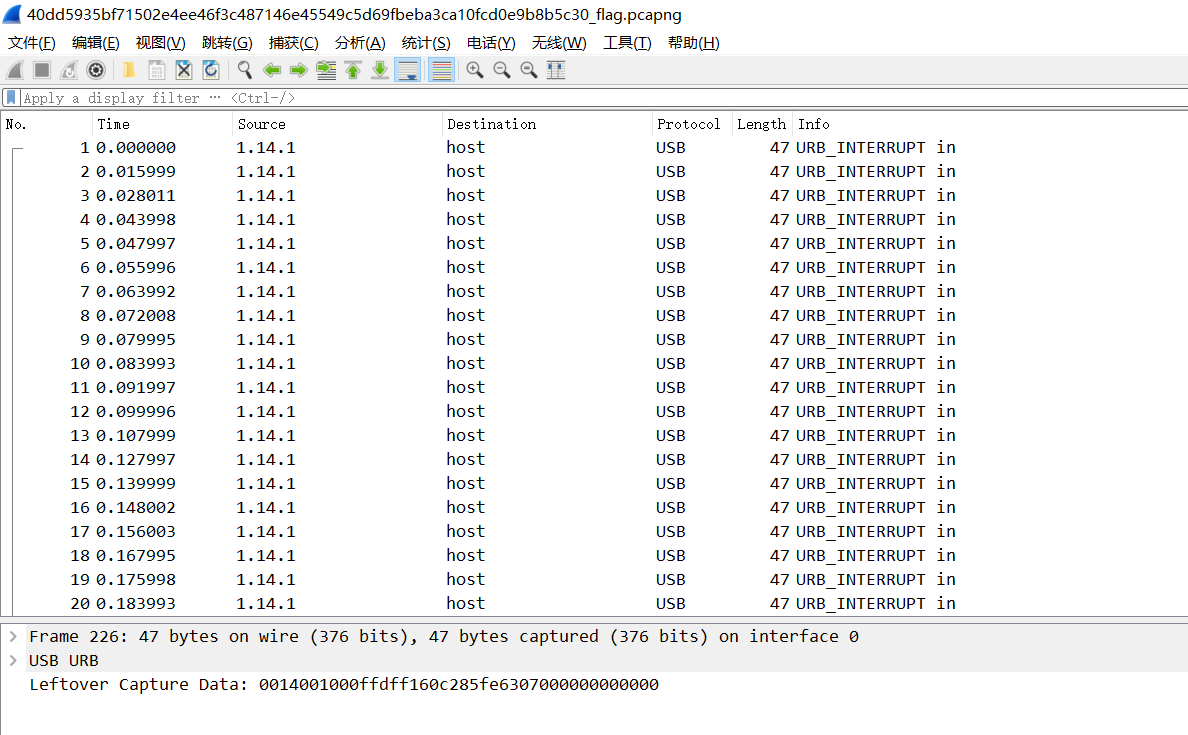 40dd5935bf71502e4ee46f3c487146e45549c5d69fbeba3ca10fcd0e9b8b5c30_flag.pcapng
文件(F) 编辑(E) 视图(V) 跳转(G) 捕获(C) 分析(A) 统计(S) 电话(Y) 无线(W) 工具(T) 帮助(H)
Apply a display filter … <Ctrl-/>
No. Time Source Destination Protocol Length Info
1 0.000000 1.14.1 host USB 47 URB_INTERRUPT in
2 0.015999 1.14.1 host USB 47 URB_INTERRUPT in
3 0.028011 1.14.1 host USB 47 URB_INTERRUPT in
4 0.043998 1.14.1 host USB 47 URB_INTERRUPT in
5 0.047997 1.14.1 host USB 47 URB_INTERRUPT in
6 0.055996 1.14.1 host USB 47 URB_INTERRUPT in
7 0.063992 1.14.1 host USB 47 URB_INTERRUPT in
8 0.072008 1.14.1 host USB 47 URB_INTERRUPT in
9 0.079995 1.14.1 host USB 47 URB_INTERRUPT in
10 0.083993 1.14.1 host USB 47 URB_INTERRUPT in
11 0.091997 1.14.1 host USB 47 URB_INTERRUPT in
12 0.099996 1.14.1 host USB 47 URB_INTERRUPT in
13 0.107999 1.14.1 host USB 47 URB_INTERRUPT in
14 0.127997 1.14.1 host USB 47 URB_INTERRUPT in
15 0.139999 1.14.1 host USB 47 URB_INTERRUPT in
16 0.148002 1.14.1 host USB 47 URB_INTERRUPT in
17 0.156003 1.14.1 host USB 47 URB_INTERRUPT in
18 0.167995 1.14.1 host USB 47 URB_INTERRUPT in
19 0.175998 1.14.1 host USB 47 URB_INTERRUPT in
20 0.183993 1.14.1 host USB 47 URB_INTERRUPT in
Frame 226: 47 bytes on wire (376 bits), 47 bytes captured (376 bits) on interface 0
USB URB
Leftover Capture Data: 0014001000ffdff160c285fe6307000000000000